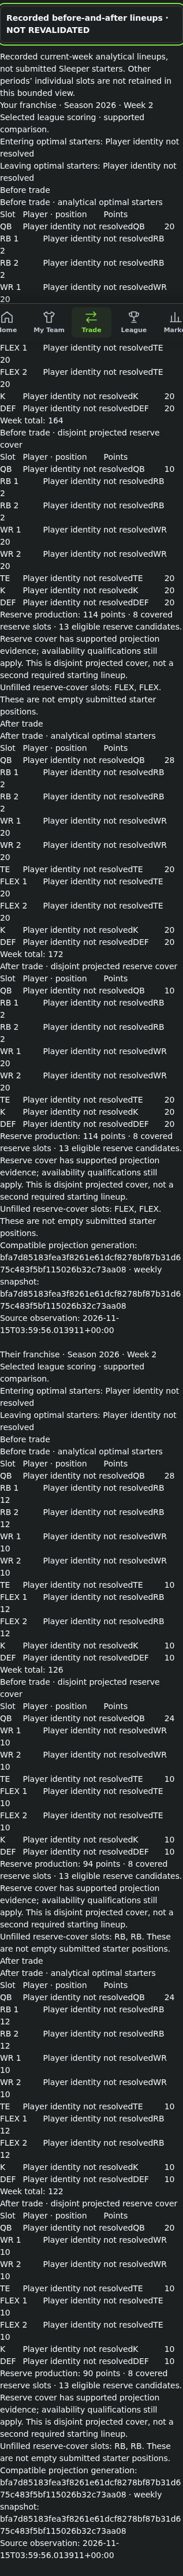 Recorded before-and-after lineups ·
NOT REVALIDATED
Recorded current-week analytical lineups,
not submitted Sleeper starters. Other
periods' individual slots are not retained in
this bounded view.
Your franchise · Season 2026 · Week 2
Selected league scoring · supported
comparison.
Entering optimal starters: Player identity not
resolved
Leaving optimal starters: Player identity not
resolved
Before trade
Before trade · analytical optimal starters
Slot Player · position Points
QB Player identity not resolvedQB 20
RB 1 Player identity not resolvedRB
2
RB 2 Player identity not resolvedRB
2
WR 1 Player identity not resolvedWR
20
ome My Team Trade League Mark
FLEX 1 Player identity not resolvedTE
20
FLEX 2 Player identity not resolvedTE
20
K Player identity not resolvedK 20
DEF Player identity not resolvedDEF 20
Week total: 164
Before trade · disjoint projected reserve
cover
Slot Player · position Points
QB Player identity not resolvedQB 10
RB 1 Player identity not resolvedRB
2
RB 2 Player identity not resolvedRB
2
WR 1 Player identity not resolvedWR
20
WR 2 Player identity not resolvedWR
20
TE Player identity not resolvedTE 20
K Player identity not resolvedK 20
DEF Player identity not resolvedDEF 20
Reserve production: 114 points · 8 covered
reserve slots · 13 eligible reserve candidates.
Reserve cover has supported projection
evidence; availability qualifications still
apply. This is disjoint projected cover, not a
second required starting lineup.
Unfilled reserve-cover slots: FLEX, FLEX.
These are not empty submitted starter
positions.
After trade
After trade · analytical optimal starters
Slot Player · position Points
QB Player identity not resolvedQB 28
RB 1 Player identity not resolvedRB
2
RB 2 Player identity not resolvedRB
2
WR 1 Player identity not resolvedWR
20
WR 2 Player identity not resolvedWR
20
TE Player identity not resolvedTE 20
FLEX 1 Player identity not resolvedTE
20
FLEX 2 Player identity not resolvedTE
20
K Player identity not resolvedK 20
DEF Player identity not resolvedDEF 20
Week total: 172
After trade · disjoint projected reserve cover
Slot Player · position Points
QB Player identity not resolvedQB 10
RB 1 Player identity not resolvedRB
2
RB 2 Player identity not resolvedRB
2
WR 1 Player identity not resolvedWR
20
WR 2 Player identity not resolvedWR
20
TE Player identity not resolvedTE 20
K Player identity not resolvedK 20
DEF Player identity not resolvedDEF 20
Reserve production: 114 points · 8 covered
reserve slots · 13 eligible reserve candidates.
Reserve cover has supported projection
evidence; availability qualifications still
apply. This is disjoint projected cover, not a
second required starting lineup.
Unfilled reserve-cover slots: FLEX, FLEX.
These are not empty submitted starter
positions.
Compatible projection generation:
bfa7d85183fea3f8261e61dcf8278bf87b31d6
75c483f5bf115026b32c73aa08 · weekly
snapshot:
bfa7d85183fea3f8261e61dcf8278bf87b31d6
75c483f5bf115026b32c73aa08
Source observation: 2026-11-
15T03:59:56.013911+00:00
Their franchise · Season 2026 · Week 2
Selected league scoring · supported
comparison.
Entering optimal starters: Player identity not
resolved
Leaving optimal starters: Player identity not
resolved
Before trade
Before trade · analytical optimal starters
Slot Player · position Points
QB Player identity not resolvedQB 28
RB 1 Player identity not resolvedRB
12
RB 2 Player identity not resolvedRB
12
WR 1 Player identity not resolvedWR
10
WR 2 Player identity not resolvedWR
10
TE Player identity not resolvedTE 10
FLEX 1 Player identity not resolvedRB
12
FLEX 2 Player identity not resolvedRB
12
K Player identity not resolvedK 10
DEF Player identity not resolvedDEF 10
Week total: 126
Before trade · disjoint projected reserve
cover
Slot Player · position Points
QB Player identity not resolvedQB 24
WR 1 Player identity not resolvedWR
10
WR 2 Player identity not resolvedWR
10
TE Player identity not resolvedTE 10
FLEX 1 Player identity not resolvedTE
10
FLEX 2 Player identity not resolvedTE
10
K Player identity not resolvedK 10
DEF Player identity not resolvedDEF 10
Reserve production: 94 points · 8 covered
reserve slots · 13 eligible reserve candidates.
Reserve cover has supported projection
evidence; availability qualifications still
apply. This is disjoint projected cover, not a
second required starting lineup.
Unfilled reserve-cover slots: RB, RB. These
are not empty submitted starter positions.
After trade
After trade · analytical optimal starters
Slot Player · position Points
QB Player identity not resolvedQB 24
RB 1 Player identity not resolvedRB
12
RB 2 Player identity not resolvedRB
12
WR 1 Player identity not resolvedWR
10
WR 2 Player identity not resolvedWR
10
TE Player identity not resolvedTE 10
FLEX 1 Player identity not resolvedRB
12
FLEX 2 Player identity not resolvedRB
12
K Player identity not resolvedK 10
DEF Player identity not resolvedDEF 10
Week total: 122
After trade · disjoint projected reserve cover
Slot Player · position Points
QB Player identity not resolvedQB 20
WR 1 Player identity not resolvedWR
10
WR 2 Player identity not resolvedWR
10
TE Player identity not resolvedTE 10
FLEX 1 Player identity not resolvedTE
10
FLEX 2 Player identity not resolvedTE
10
K Player identity not resolvedK 10
DEF Player identity not resolvedDEF 10
Reserve production: 90 points · 8 covered
reserve slots · 13 eligible reserve candidates.
Reserve cover has supported projection
evidence; availability qualifications still
apply. This is disjoint projected cover, not a
second required starting lineup.
Unfilled reserve-cover slots: RB, RB. These
are not empty submitted starter positions.
Compatible projection generation:
bfa7d85183fea3f8261e61dcf8278bf87b31d6
75c483f5bf115026b32c73aa08 · weekly
snapshot:
bfa7d85183fea3f8261e61dcf8278bf87b31d6
75c483f5bf115026b32c73aa08
Source observation: 2026-11-
15T03:59:56.013911+00:00